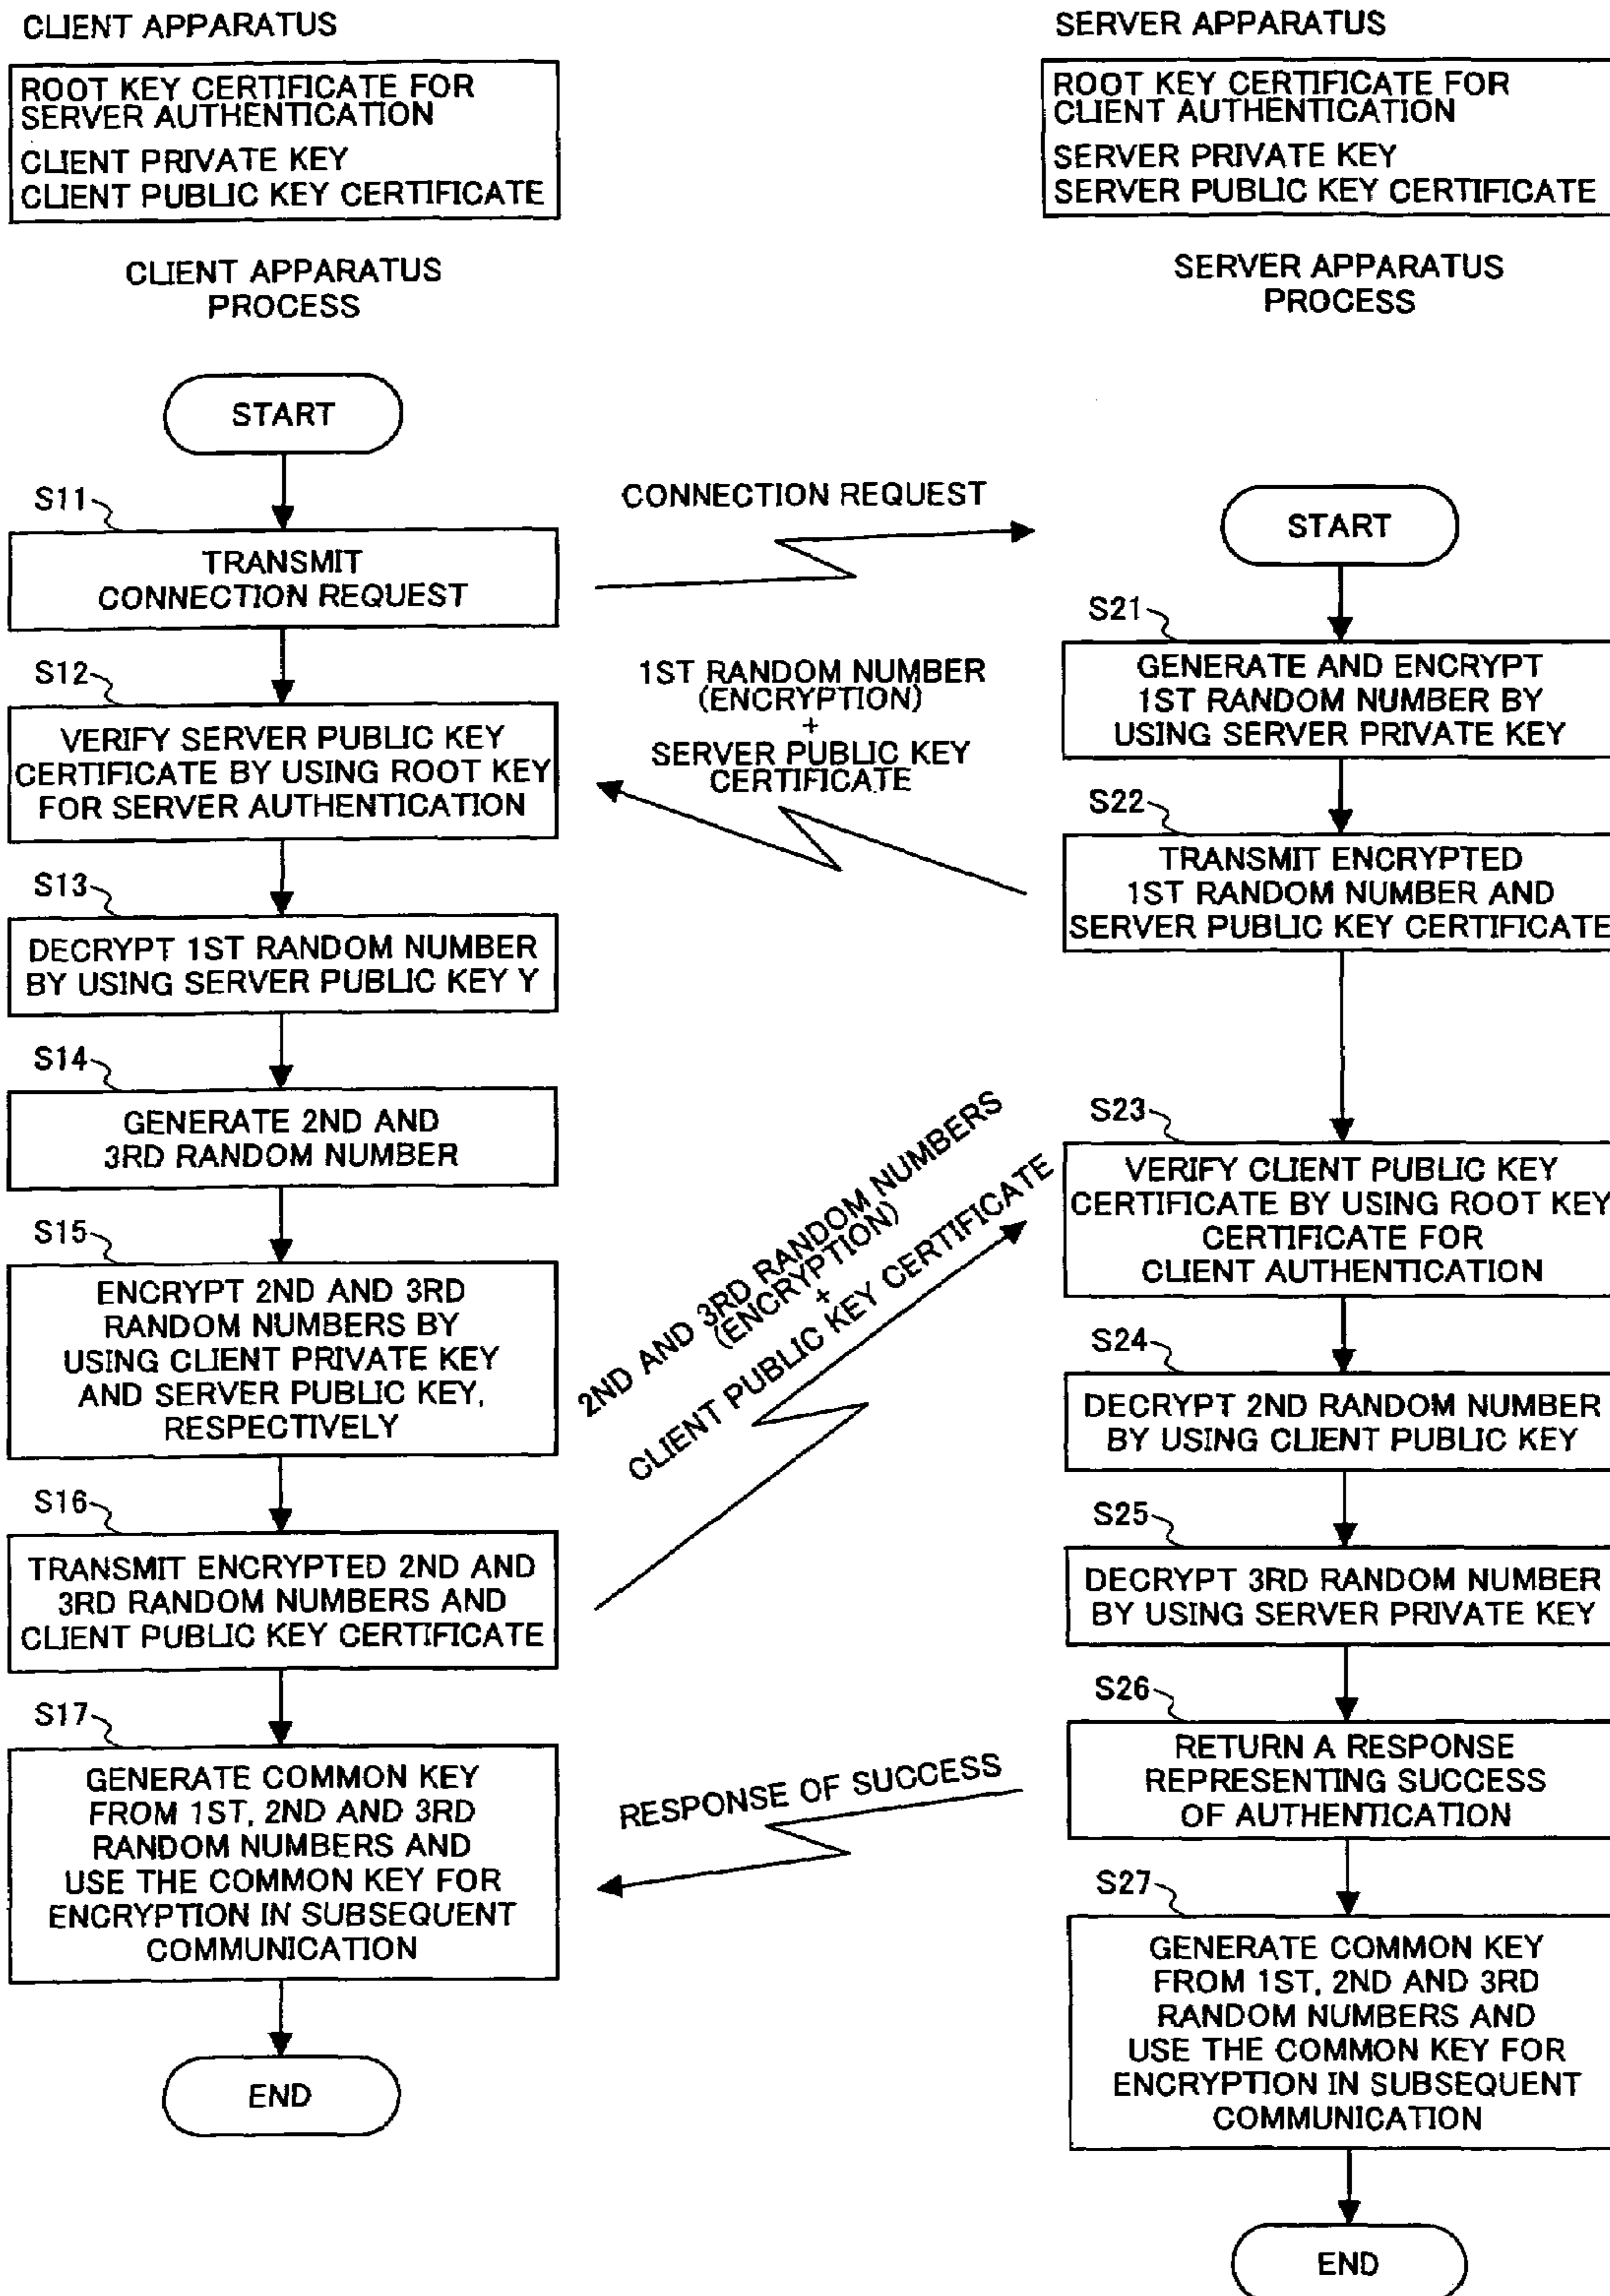 CLIENT APPARATUS
ROOT KEY CERTIFICATE FOR
SERVER AUTHENTICATION
CLIENT PRIVATE KEY
CLIENT PUBLIC KEY CERTIFICATE
CLIENT APPARATUS
PROCESS
START
S11
TRANSMIT
CONNECTION REQUEST
S12
VERIFY SERVER PUBLIC KEY
CERTIFICATE BY USING ROOT KEY
FOR SERVER AUTHENTICATION
S13
DECRYPT 1ST RANDOM NUMBER
BY USING SERVER PUBLIC KEY Y
S14
GENERATE 2ND AND
3RD RANDOM NUMBER
S15
ENCRYPT 2ND AND 3RD
RANDOM NUMBERS BY
USING CLIENT PRIVATE KEY
AND SERVER PUBLIC KEY,
RESPECTIVELY
S16
TRANSMIT ENCRYPTED 2ND AND
3RD RANDOM NUMBERS AND
CLIENT PUBLIC KEY CERTIFICATE
S17
GENERATE COMMON KEY
FROM 1ST, 2ND AND 3RD
RANDOM NUMBERS AND
USE THE COMMON KEY FOR
ENCRYPTION IN SUBSEQUENT
COMMUNICATION
END
CONNECTION REQUEST
1ST RANDOM NUMBER
(ENCRYPTION)
+
SERVER PUBLIC KEY
CERTIFICATE
2ND AND 3RD RANDOM NUMBERS
(ENCRYPTION)
+
CLIENT PUBLIC KEY CERTIFICATE
RESPONSE OF SUCCESS
SERVER APPARATUS
ROOT KEY CERTIFICATE FOR
CLIENT AUTHENTICATION
SERVER PRIVATE KEY
SERVER PUBLIC KEY CERTIFICATE
SERVER APPARATUS
PROCESS
START
S21
GENERATE AND ENCRYPT
1ST RANDOM NUMBER BY
USING SERVER PRIVATE KEY
S22
TRANSMIT ENCRYPTED
1ST RANDOM NUMBER AND
SERVER PUBLIC KEY CERTIFICATE
S23
VERIFY CLIENT PUBLIC KEY
CERTIFICATE BY USING ROOT KEY
CERTIFICATE FOR
CLIENT AUTHENTICATION
S24
DECRYPT 2ND RANDOM NUMBER
BY USING CLIENT PUBLIC KEY
S25
DECRYPT 3RD RANDOM NUMBER
BY USING SERVER PRIVATE KEY
S26
RETURN A RESPONSE
REPRESENTING SUCCESS
OF AUTHENTICATION
S27
GENERATE COMMON KEY
FROM 1ST, 2ND AND 3RD
RANDOM NUMBERS AND
USE THE COMMON KEY FOR
ENCRYPTION IN SUBSEQUENT
COMMUNICATION
END